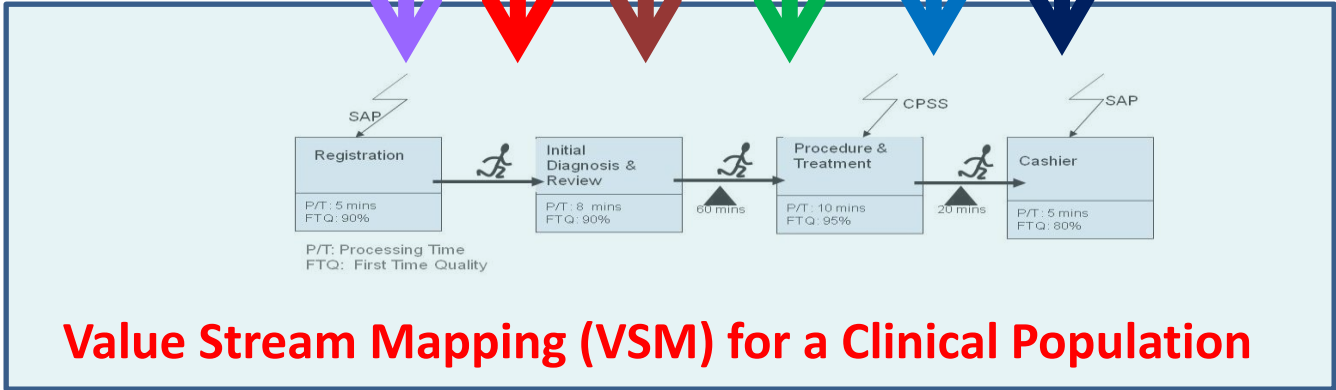 SAP
CPSS
SAP
Registration
P/T: 5 mins
FTQ: 90%
Initial
Diagnosis &
Review
P/T: 8 mins
FTQ: 90%
60 mins
Procedure &
Treatment
P/T: 10 mins
FTQ: 95%
20 mins
Cashier
P/T: 5 mins
FTQ: 80%
P/T: Processing Time
FTQ: First Time Quality
Value Stream Mapping (VSM) for a Clinical Population